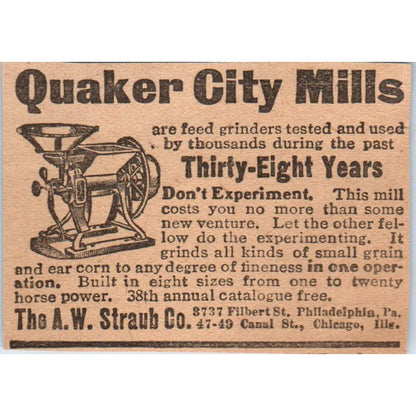 Quaker City Mills
are feed grinders tested and used
by thousands during the past
Thirty-Eight Years
Don't Experiment. This mill
costs you no more than some
new venture. Let the other fel-
low do the experimenting. It
grinds all kinds of small grain
and ear corn to any degree of fineness in one oper-
ation. Built in eight sizes from one to twenty
horse power. 38th annual catalogue free.
The A.W. Straub Co. 3737 Filbert St. Philadelphia, Pa.
47-49 Canal St., Chicago, Ills.